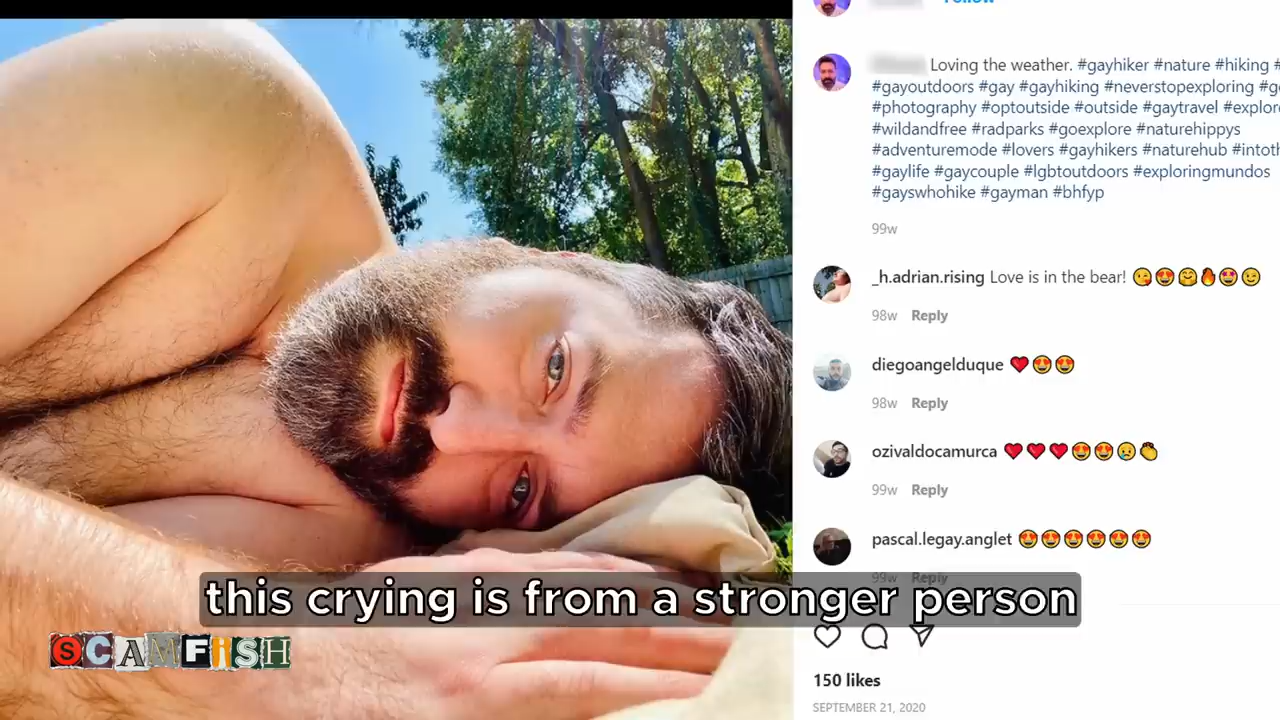 Follow
Loving the weather. #gayhiker #nature #hiking #
#gayoutdoors #gay #gayhiking #neverstopexploring
#photography #optoutside #outside #gaytravel
#wildandfree #radparks #goexplore #naturehippys
#adventuremode #lovers #gayhikers #naturehub
#gaylife #gaycouple #lgbtoutdoors #exploringmundos
#gayswhohike #gayman #bhfyp
99w
_h.adrian.rising Love is in the bear! 😘😍🤗🔥🤩😉
98w Reply
diegoangelduque ❤️😍😍
98w Reply
ozivaldocamurca ❤️❤️❤️😍😍😢👏
99w Reply
pascal.legay.anglet 😍😍😍😍😍😍
99w Reply
this crying is from a stronger person
SCAMFISH
150 likes
SEPTEMBER 21, 2020